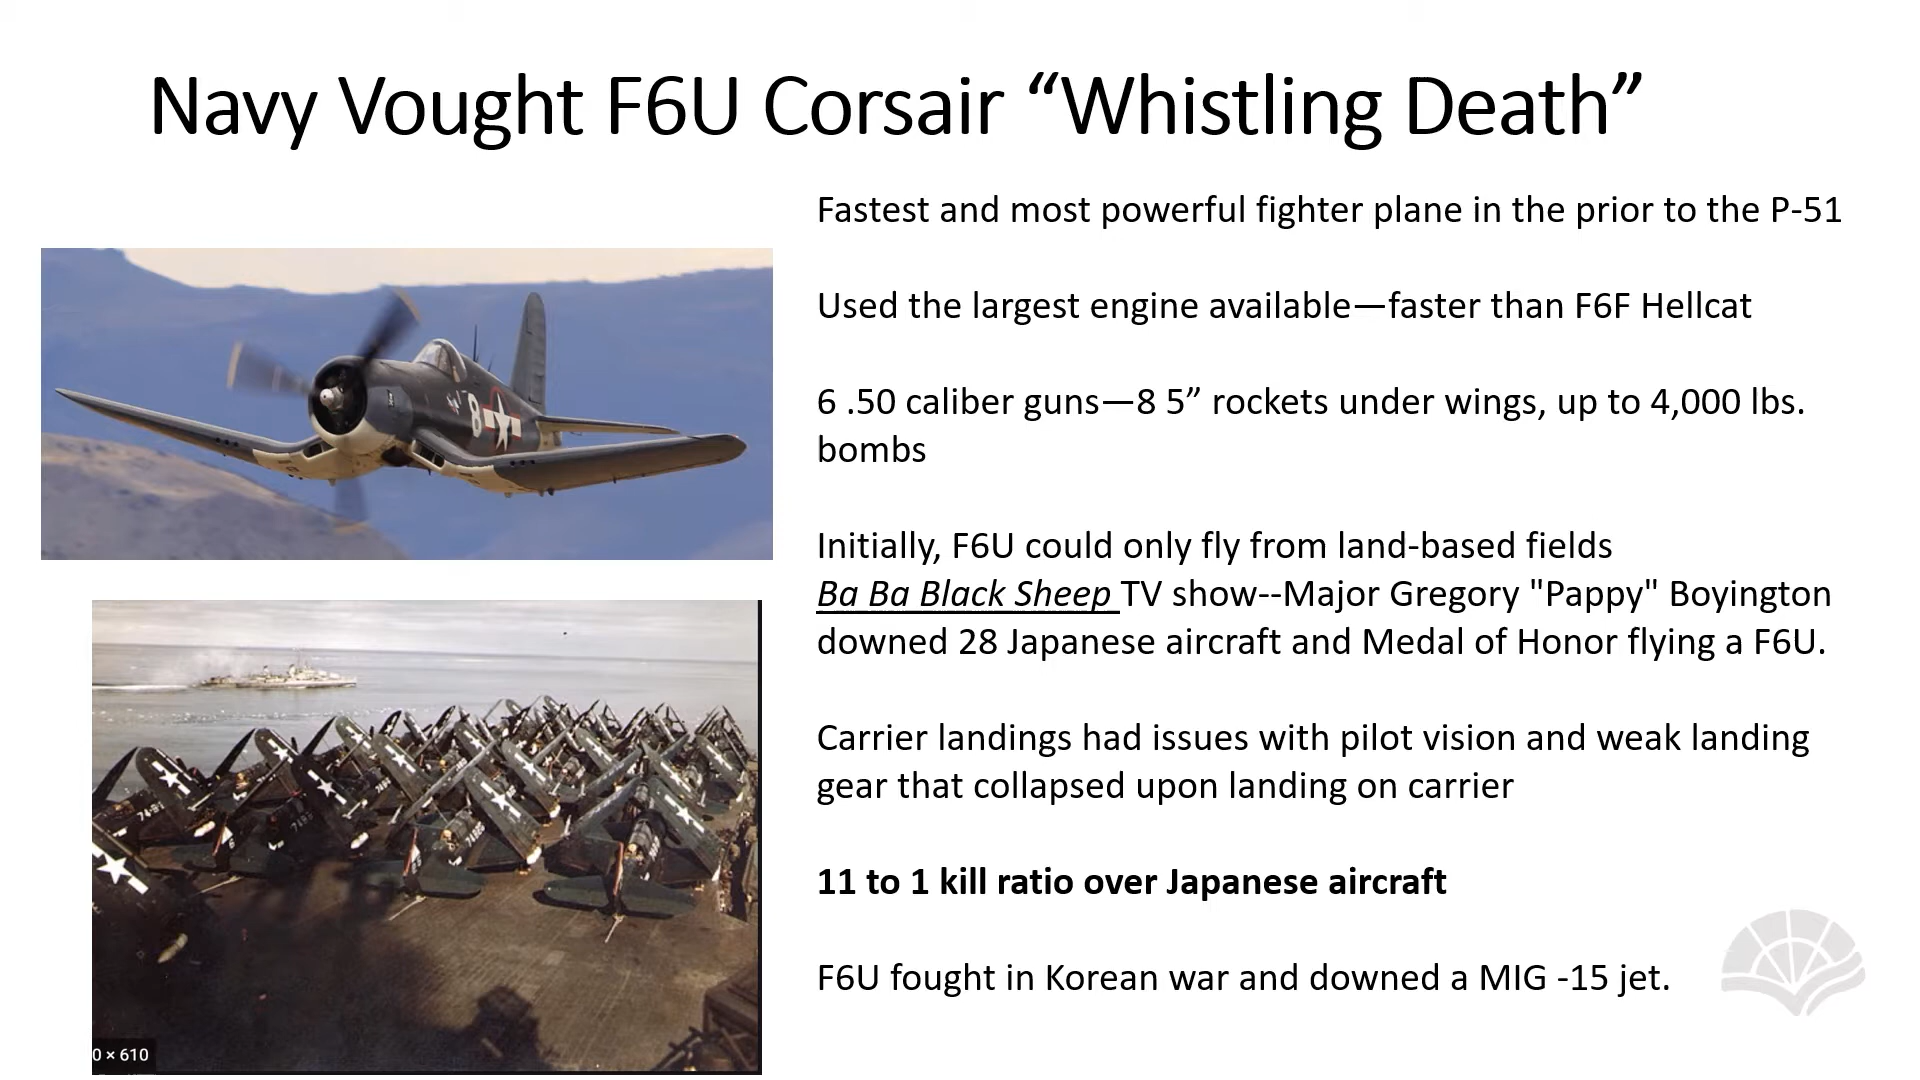 Navy Vought F6U Corsair “Whistling Death”
Fastest and most powerful fighter plane in the prior to the P-51
Used the largest engine available—faster than F6F Hellcat
6 .50 caliber guns—8 5” rockets under wings, up to 4,000 lbs.
bombs
Initially, F6U could only fly from land-based fields
Ba Ba Black Sheep TV show--Major Gregory "Pappy" Boyington
downed 28 Japanese aircraft and Medal of Honor flying a F6U.
Carrier landings had issues with pilot vision and weak landing
gear that collapsed upon landing on carrier
11 to 1 kill ratio over Japanese aircraft
F6U fought in Korean war and downed a MIG -15 jet.
8
0 × 610